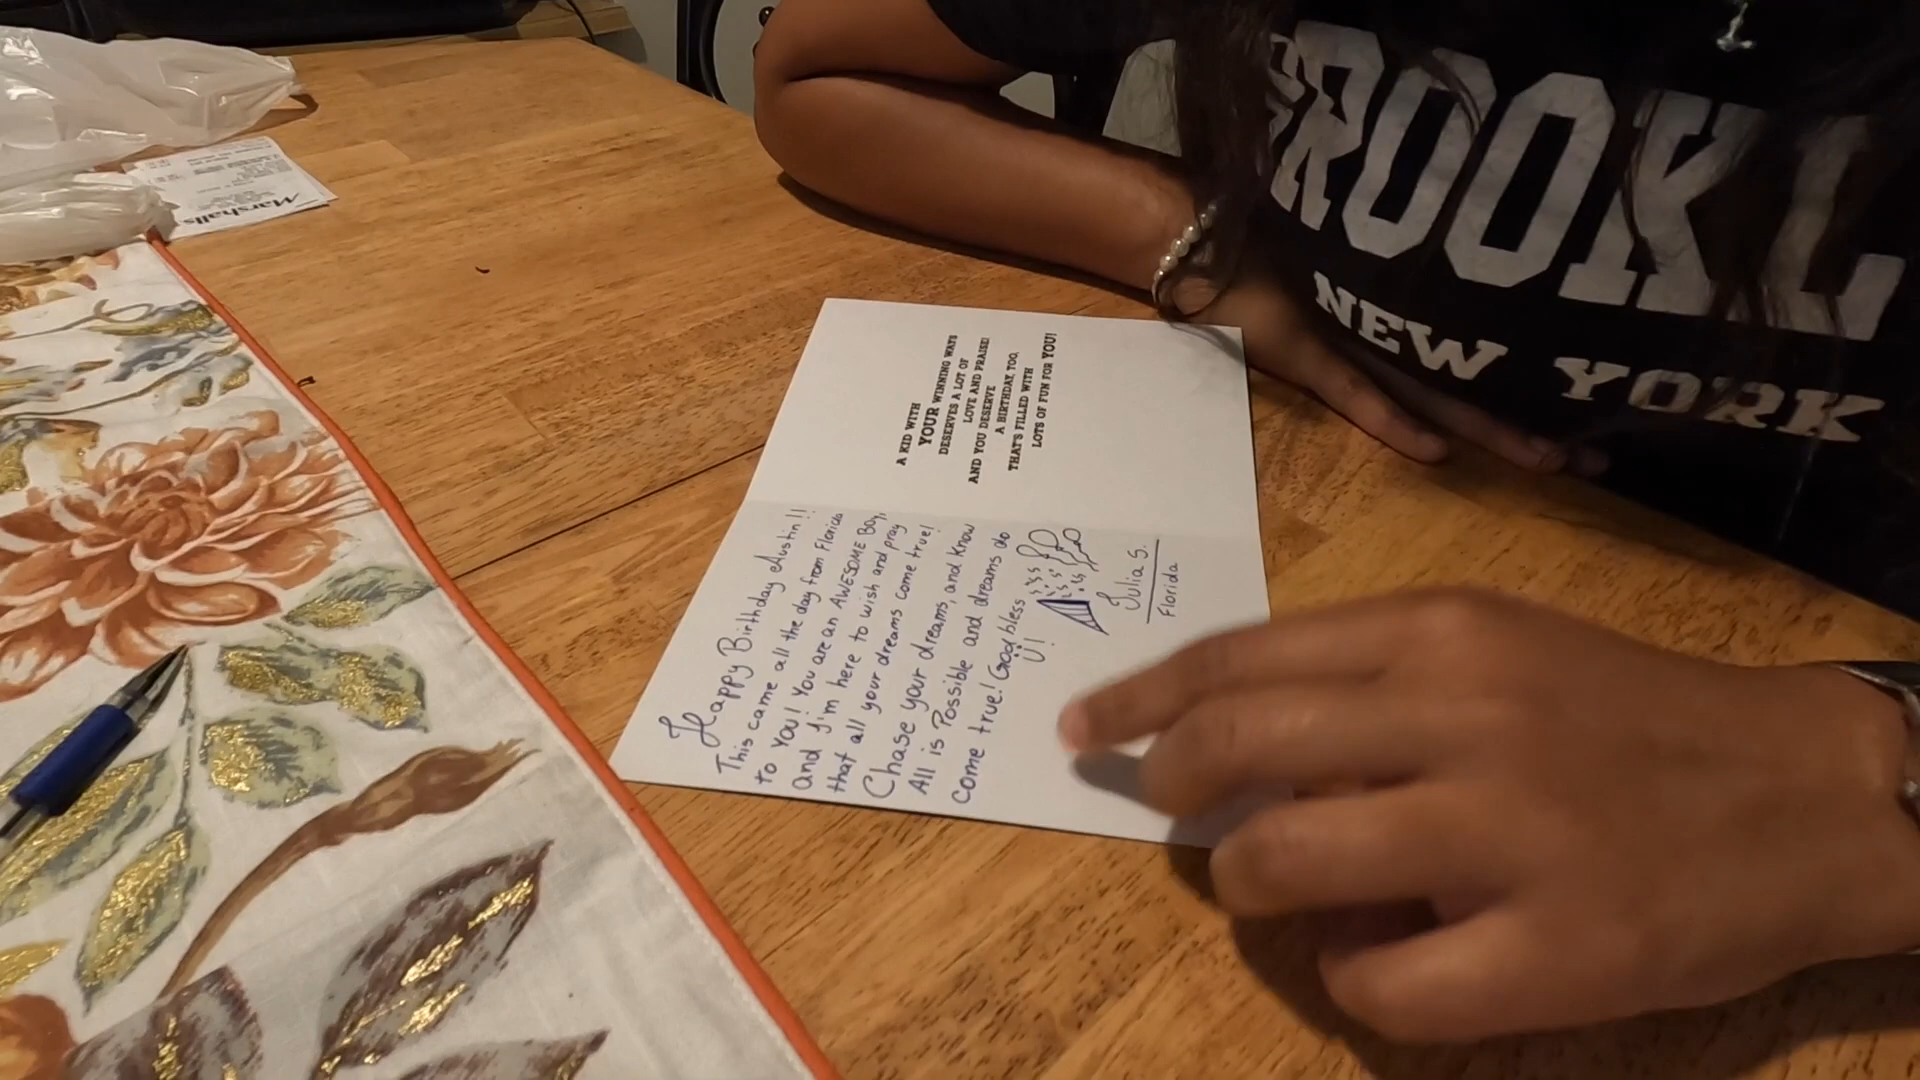 A KID WITH
YOUR WINNING WAYS
DESERVES A LOT OF
LOVE AND PRAISE!
AND YOU DESERVE
A BIRTHDAY, TOO,
THAT'S FILLED WITH
LOTS OF FUN FOR YOU!
Happy Birthday Austin!!
This came all the day from Florida
to You! You are an AWESOME Boy,
and I'm here to wish and pray
that all your dreams come true!
Chase your dreams, and know
All is Possible and dreams do
come true! God bless
U!
Julia S.
Florida
BROOKL
NEW YORK
Marshalls